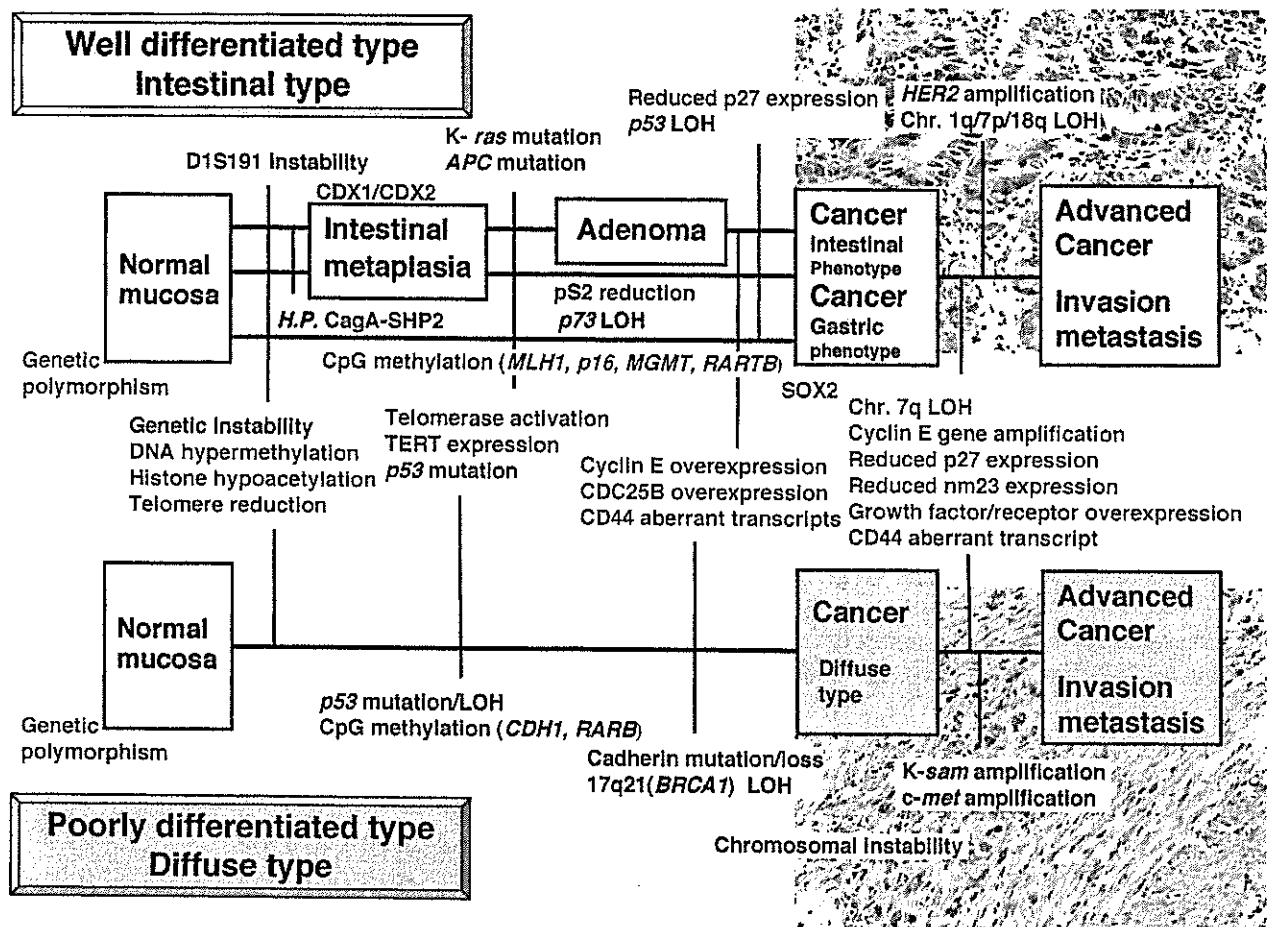 Well differentiated type
Intestinal type
Reduced p27 expression
p53 LOH
HER2 amplification
Chr. 1q/7p/18q LOH
K- ras mutation
APC mutation
D1S191 Instability
CDX1/CDX2
Normal
mucosa
Intestinal
metaplasia
Adenoma
Cancer
Intestinal
Phenotype
Cancer
Gastric
phenotype
Advanced
Cancer
Invasion
metastasis
H.P. CagA-SHP2
pS2 reduction
p73 LOH
Genetic
polymorphism
CpG methylation (MLH1, p16, MGMT, RARTB)
SOX2
Genetic Instability
DNA hypermethylation
Histone hypoacetylation
Telomere reduction
Telomerase activation
TERT expression
p53 mutation
Cyclin E overexpression
CDC25B overexpression
CD44 aberrant transcripts
Chr. 7q LOH
Cyclin E gene amplification
Reduced p27 expression
Reduced nm23 expression
Growth factor/receptor overexpression
CD44 aberrant transcript
Normal
mucosa
Cancer
Diffuse
type
Advanced
Cancer
Invasion
metastasis
Genetic
polymorphism
p53 mutation/LOH
CpG methylation (CDH1, RARB)
Cadherin mutation/loss
17q21(BRCA1) LOH
K-sam amplification
c-met amplification
Chromosomal instability
Poorly differentiated type
Diffuse type